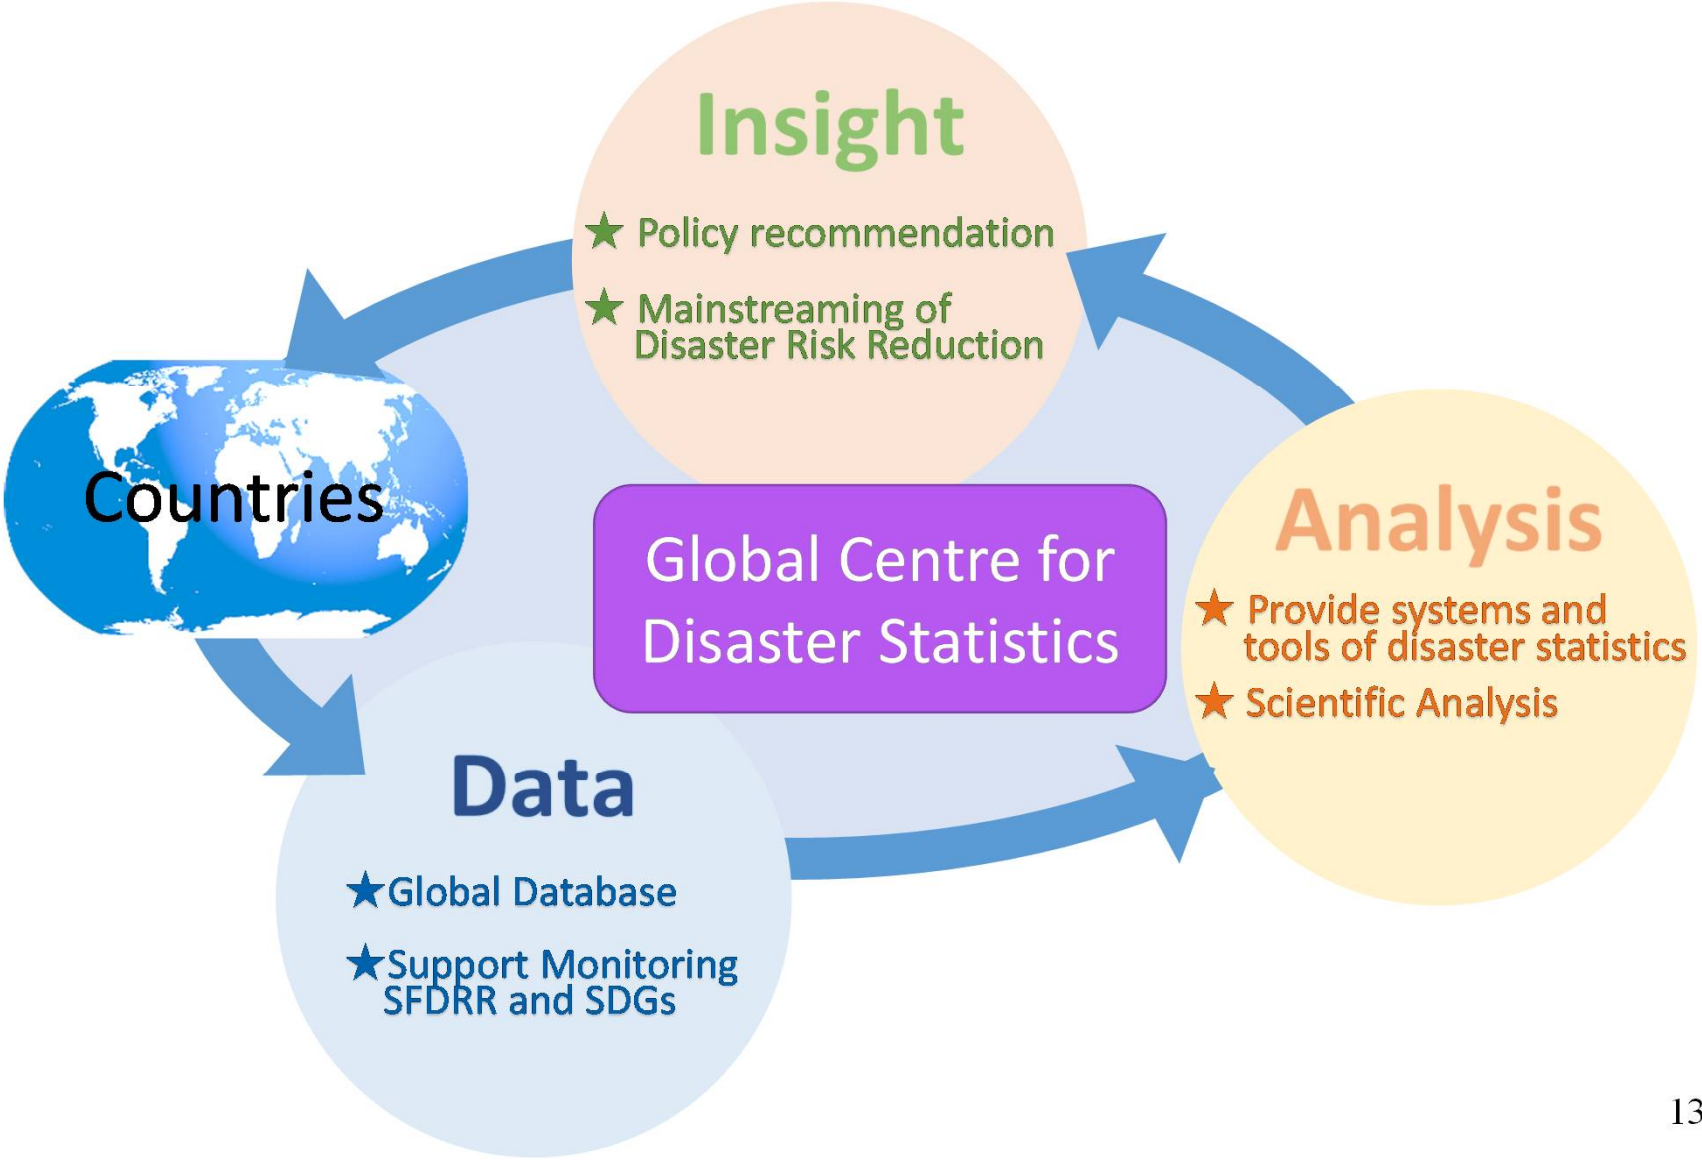 Insight
★ Policy recommendation
★ Mainstreaming of
Disaster Risk Reduction
Countries
Global Centre for
Disaster Statistics
Analysis
★ Provide systems and
tools of disaster statistics
★ Scientific Analysis
Data
★Global Database
★Support Monitoring
SFDRR and SDGs
13